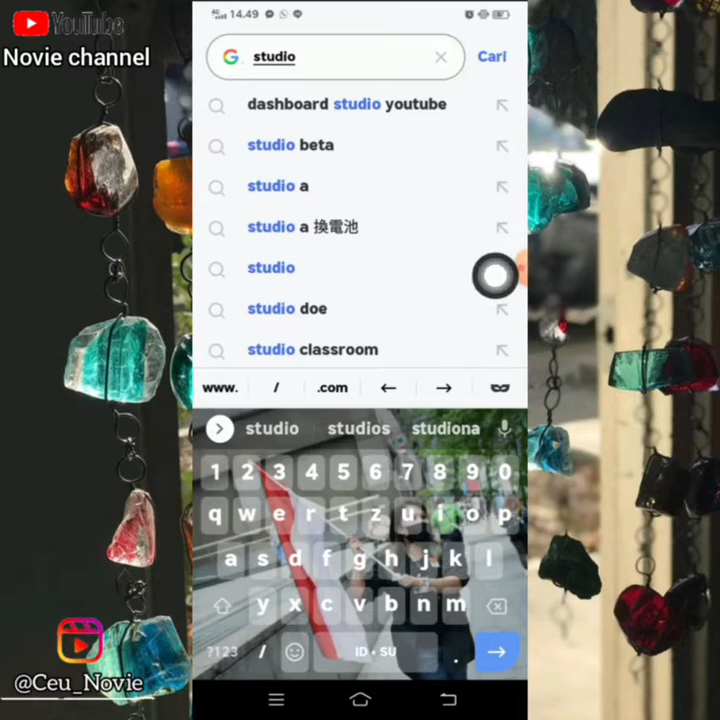 YouTube
Novie channel
4G 14.49
studio
Cari
dashboard studio youtube
studio beta
studio a
studio a 換電池
studio
studio doe
studio classroom
www. / .com ← →
studio studios studiona
1 2 3 4 5 6 7 8 9 0
q w e r t z u i o p
a s d f g h j k l
y x c v b n m
?123 / ID • SU .
@Ceu_Novie